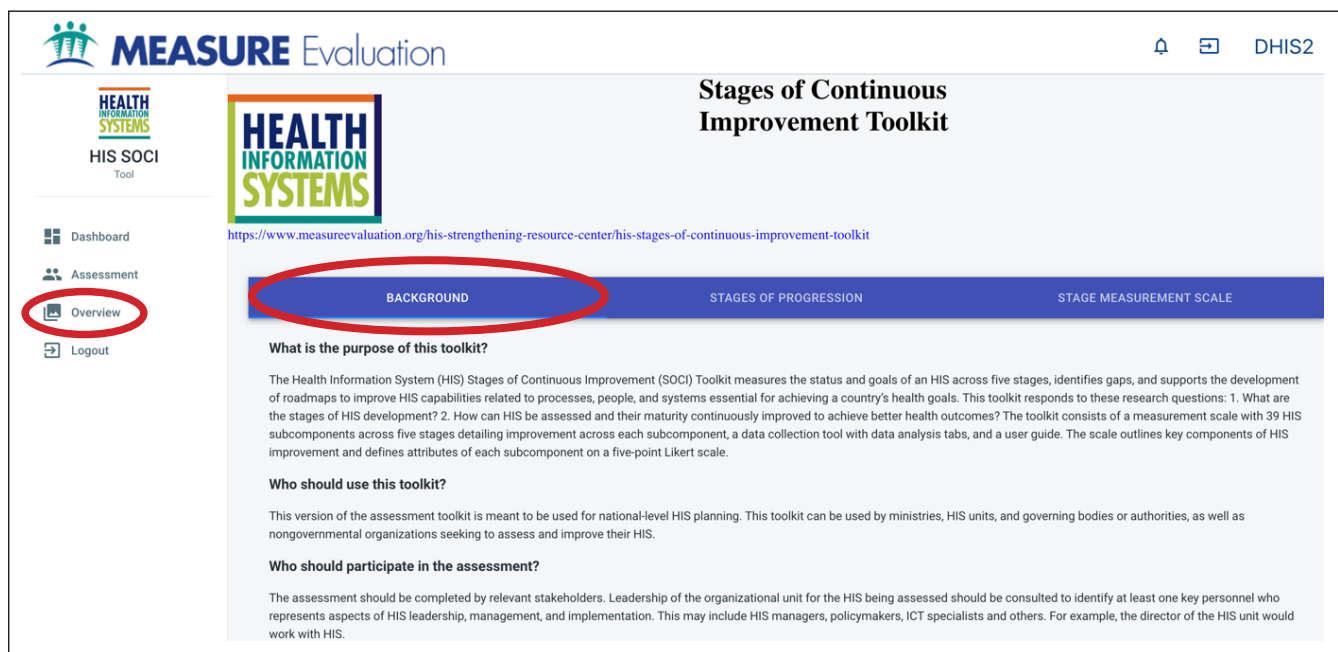 MEASURE Evaluation
DHIS2
HEALTH
INFORMATION
SYSTEMS
HIS SOCI
Tool
Dashboard
Assessment
Overview
Logout
HEALTH
INFORMATION
SYSTEMS
Stages of Continuous
Improvement Toolkit
https://www.measureevaluation.org/his-strengthening-resource-center/his-stages-of-continuous-improvement-toolkit
BACKGROUND
STAGES OF PROGRESSION
STAGE MEASUREMENT SCALE
What is the purpose of this toolkit?
The Health Information System (HIS) Stages of Continuous Improvement (SOCI) Toolkit measures the status and goals of an HIS across five stages, identifies gaps, and supports the development
of roadmaps to improve HIS capabilities related to processes, people, and systems essential for achieving a country's health goals. This toolkit responds to these research questions: 1. What are
the stages of HIS development? 2. How can HIS be assessed and their maturity continuously improved to achieve better health outcomes? The toolkit consists of a measurement scale with 39 HIS
subcomponents across five stages detailing improvement across each subcomponent, a data collection tool with data analysis tabs, and a user guide. The scale outlines key components of HIS
improvement and defines attributes of each subcomponent on a five-point Likert scale.
Who should use this toolkit?
This version of the assessment toolkit is meant to be used for national-level HIS planning. This toolkit can be used by ministries, HIS units, and governing bodies or authorities, as well as
nongovernmental organizations seeking to assess and improve their HIS.
Who should participate in the assessment?
The assessment should be completed by relevant stakeholders. Leadership of the organizational unit for the HIS being assessed should be consulted to identify at least one key personnel who
represents aspects of HIS leadership, management, and implementation. This may include HIS managers, policymakers, ICT specialists and others. For example, the director of the HIS unit would
work with HIS.